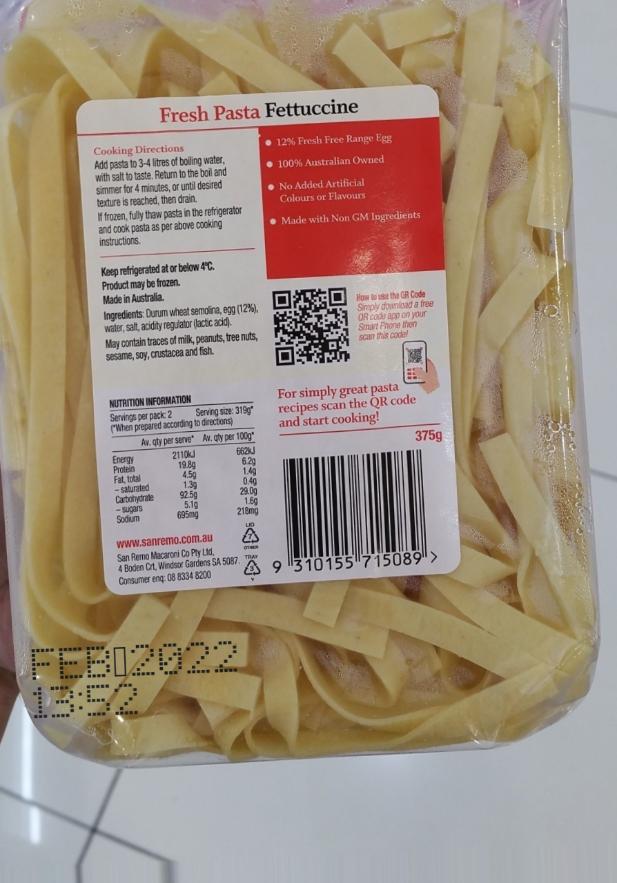 Fresh Pasta Fettuccine
Cooking Directions
Add pasta to 3-4 litres of boiling water,
with salt to taste. Return to the boil and
simmer for 4 minutes, or until desired
texture is reached, then drain.
If frozen, fully thaw pasta in the refrigerator
and cook pasta as per above cooking
instructions.
• 12% Fresh Free Range Egg
• 100% Australian Owned
• No Added Artificial
Colours or Flavours
• Made with Non GM Ingredients
Keep refrigerated at or below 4°C.
Product may be frozen.
Made in Australia.
Ingredients: Durum wheat semolina, egg (12%),
water, salt, acidity regulator (lactic acid).
May contain traces of milk, peanuts, tree nuts,
sesame, soy, crustacea and fish.
How to use the QR Code
Simply download a free
QR code app on your
Smart Phone then
scan this code!
For simply great pasta
recipes scan the QR code
and start cooking!
375g
NUTRITION INFORMATION
Servings per pack: 2 Serving size: 319g*
(*When prepared according to directions)
Av. qty per serve* Av. qty per 100g*
Energy 2110kJ 662kJ
Protein 19.8g 6.2g
Fat, total 4.5g 1.4g
– saturated 1.3g 0.4g
Carbohydrate 92.5g 29.0g
– sugars 5.1g 1.6g
Sodium 695mg 218mg
www.sanremo.com.au
San Remo Macaroni Co Pty Ltd,
4 Boden Crt, Windsor Gardens SA 5087.
Consumer enq: 08 8334 8200
LID
7
OTHER
TRAY
9 310155 715089 >
FEB 2022
13:52